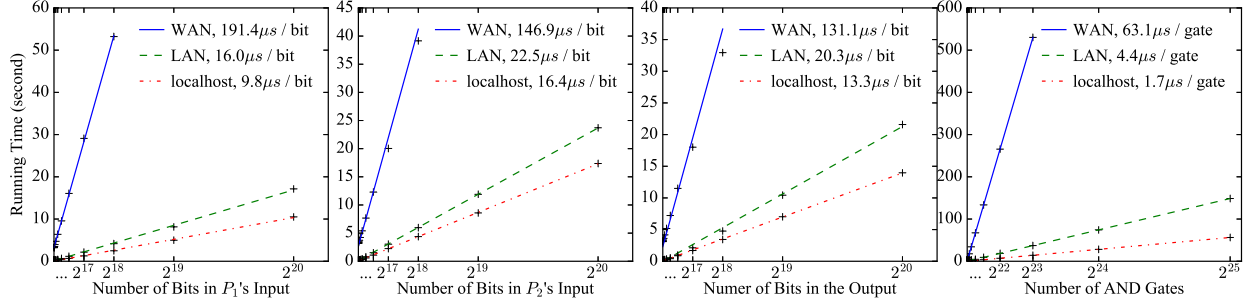 Running Time (second)
60
50
40
30
20
10
0
WAN, 191.4μs / bit
LAN, 16.0μs / bit
localhost, 9.8μs / bit
... 2^17 2^18 2^19 2^20
Number of Bits in P_1's Input
45
40
35
30
25
20
15
10
5
0
WAN, 146.9μs / bit
LAN, 22.5μs / bit
localhost, 16.4μs / bit
... 2^17 2^18 2^19 2^20
Number of Bits in P_2's Input
40
35
30
25
20
15
10
5
0
WAN, 131.1μs / bit
LAN, 20.3μs / bit
localhost, 13.3μs / bit
... 2^17 2^18 2^19 2^20
Numer of Bits in the Output
600
500
400
300
200
100
0
WAN, 63.1μs / gate
LAN, 4.4μs / gate
localhost, 1.7μs / gate
... 2^22 2^23 2^24 2^25
Number of AND Gates